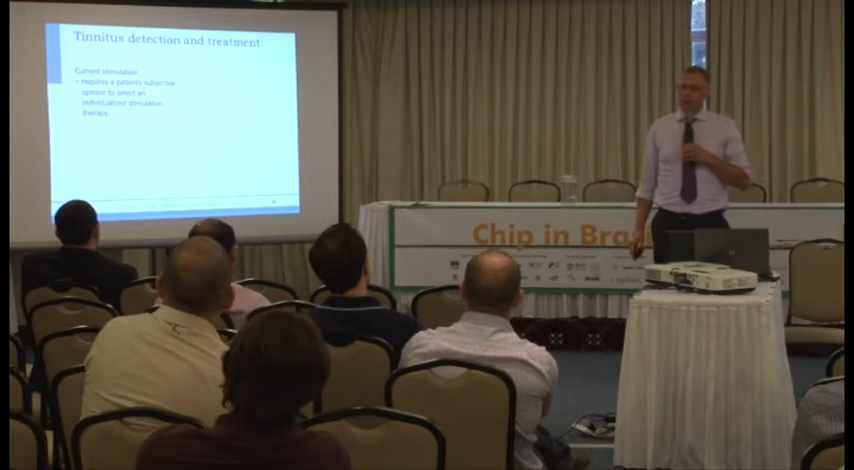 Tinnitus detection and treatment
Current stimulation
• requires a patients subjective
opinion to select an
individualized stimulation
therapy
Chip in Bra